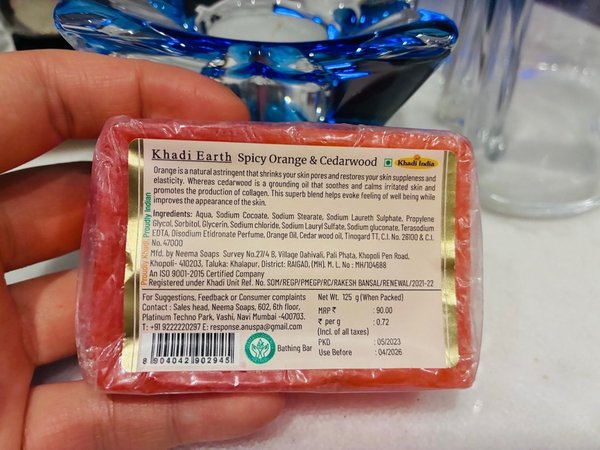 Khadi Earth Spicy Orange & Cedarwood
Khadi India
Orange is a natural astringent that shrinks your skin pores and restores your skin suppleness and
elasticity. Whereas cedarwood is a grounding oil that soothes and calms irritated skin and
promotes the production of collagen. This superb blend helps evoke feeling of well being while
improves the appearance of the skin.
Proudly Khadi, Proudly Indian
Ingredients: Aqua, Sodium Cocoate, Sodium Stearate, Sodium Laureth Sulphate, Propylene
Glycol, Sorbitol, Glycerin, Sodium chloride, Sodium Lauryl Sulfate, Sodium gluconate, Terasodium
EDTA, Disodium Etidronate Perfume, Orange Oil, Cedar wood oil, Tinogard TT, C.I. No. 26100 & C.I.
No. 47000
Mfd. by Neema Soaps Survey No.27/4 B, Village Dahivali, Pali Phata, Khopoli Pen Road,
Khopoli- 410203, Taluka: Khalapur. District: RAIGAD, (MH). M. L. No : MH/104688
An ISO 9001-2015 Certified Company
Registered under Khadi Unit Ref. No. SOM/REGP/PMEGP/RC/RAKESH BANSAL/RENEWAL/2021-22
For Suggestions, Feedback or Consumer complaints
Contact : Sales head, Neema Soaps, 602, 6th floor,
Platinum Techno Park, Vashi, Navi Mumbai -400703.
T: +91 9222220297 E: response.anuspa@gmail.com
8 904042 902945
Bathing Bar
Net Wt. 125 g (When Packed)
MRP ₹ : 90.00
₹ per g : 0.72
(Incl. of all taxes)
PKD : 05/2023
Use Before : 04/2026